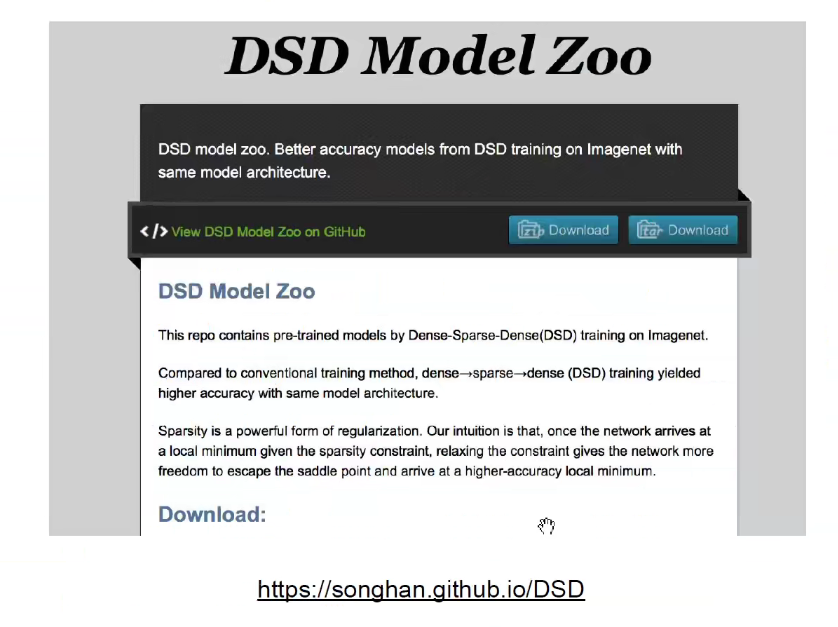 DSD Model Zoo
DSD model zoo. Better accuracy models from DSD training on Imagenet with
same model architecture.
</> View DSD Model Zoo on GitHub
zip Download
tar Download
DSD Model Zoo
This repo contains pre-trained models by Dense-Sparse-Dense(DSD) training on Imagenet.
Compared to conventional training method, dense→sparse→dense (DSD) training yielded
higher accuracy with same model architecture.
Sparsity is a powerful form of regularization. Our intuition is that, once the network arrives at
a local minimum given the sparsity constraint, relaxing the constraint gives the network more
freedom to escape the saddle point and arrive at a higher-accuracy local minimum.
Download:
https://songhan.github.io/DSD